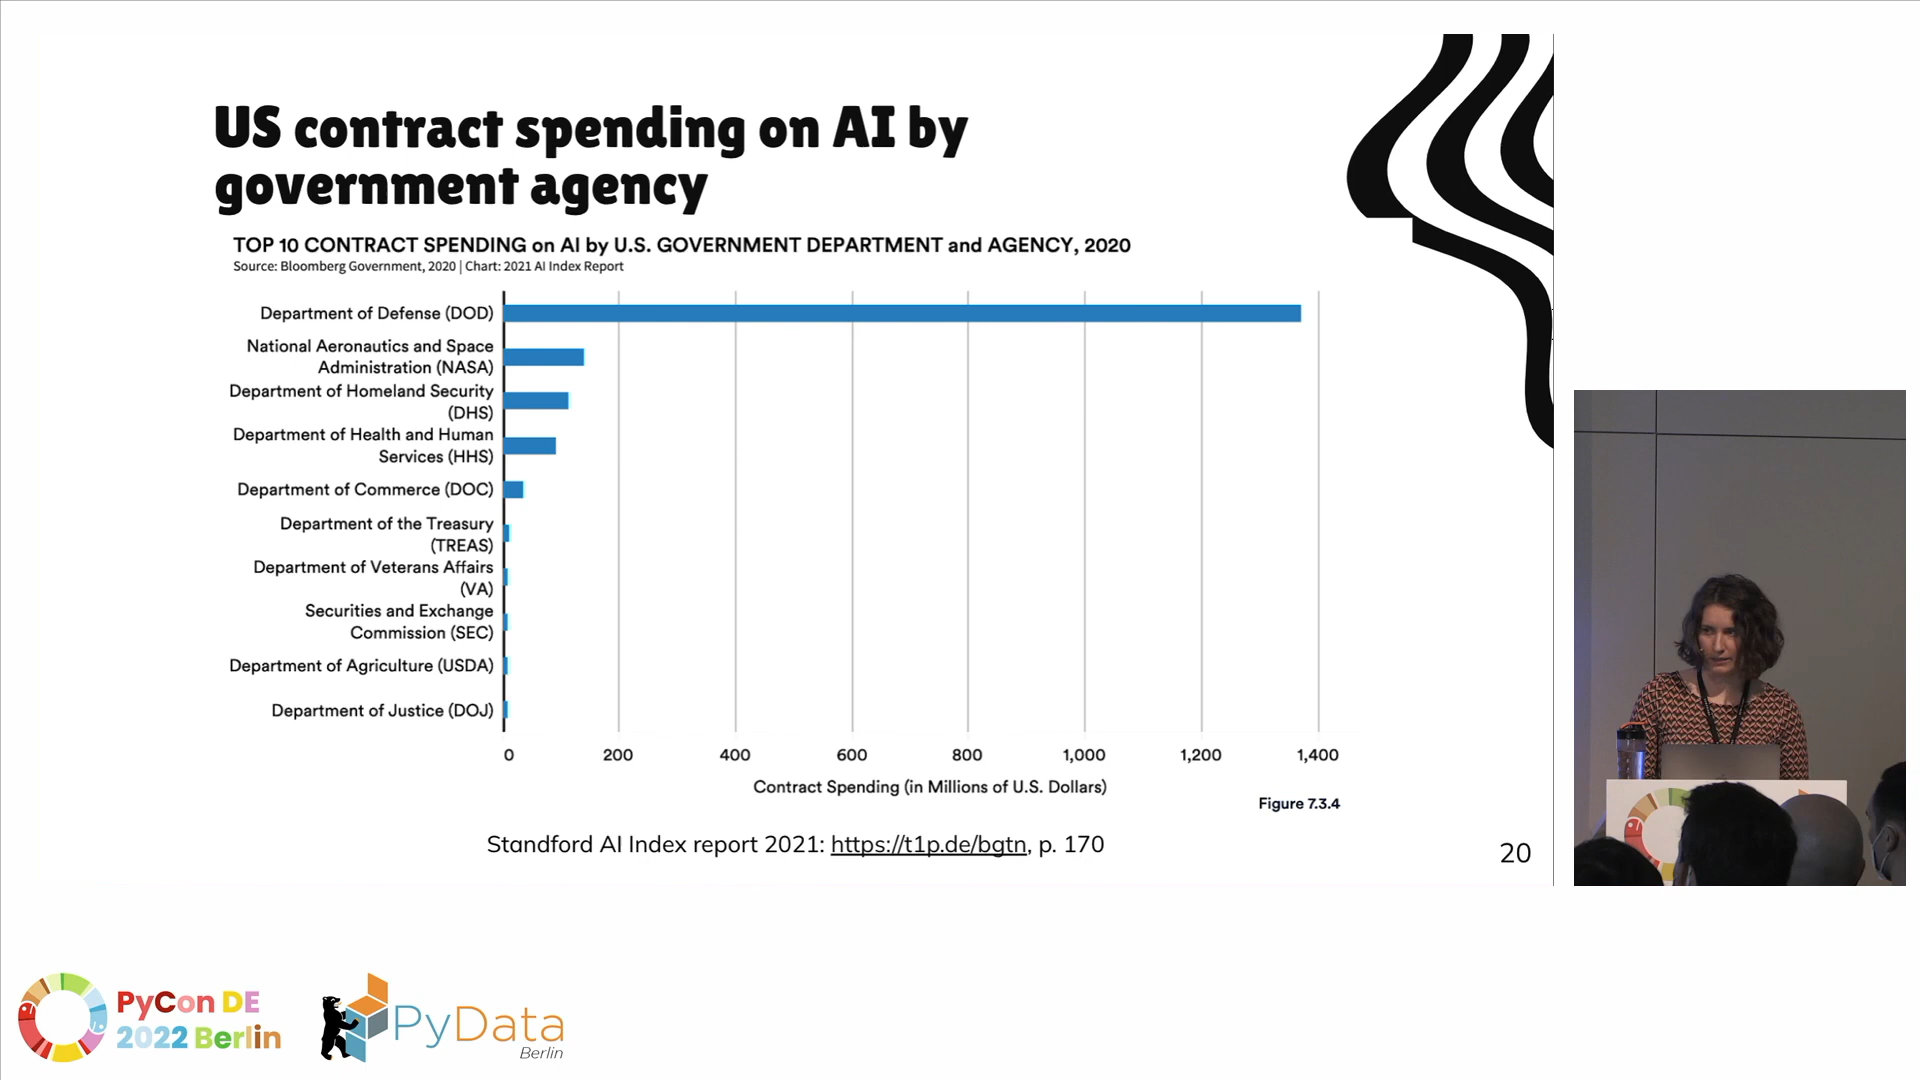 US contract spending on AI by
government agency
TOP 10 CONTRACT SPENDING on AI by U.S. GOVERNMENT DEPARTMENT and AGENCY, 2020
Source: Bloomberg Government, 2020 | Chart: 2021 AI Index Report
Department of Defense (DOD)
National Aeronautics and Space
Administration (NASA)
Department of Homeland Security
(DHS)
Department of Health and Human
Services (HHS)
Department of Commerce (DOC)
Department of the Treasury
(TREAS)
Department of Veterans Affairs
(VA)
Securities and Exchange
Commission (SEC)
Department of Agriculture (USDA)
Department of Justice (DOJ)
0 200 400 600 800 1,000 1,200 1,400
Contract Spending (in Millions of U.S. Dollars)
Figure 7.3.4
Standford AI Index report 2021: https://t1p.de/bgtn, p. 170
20
PyCon DE
2022 Berlin
PyData
Berlin